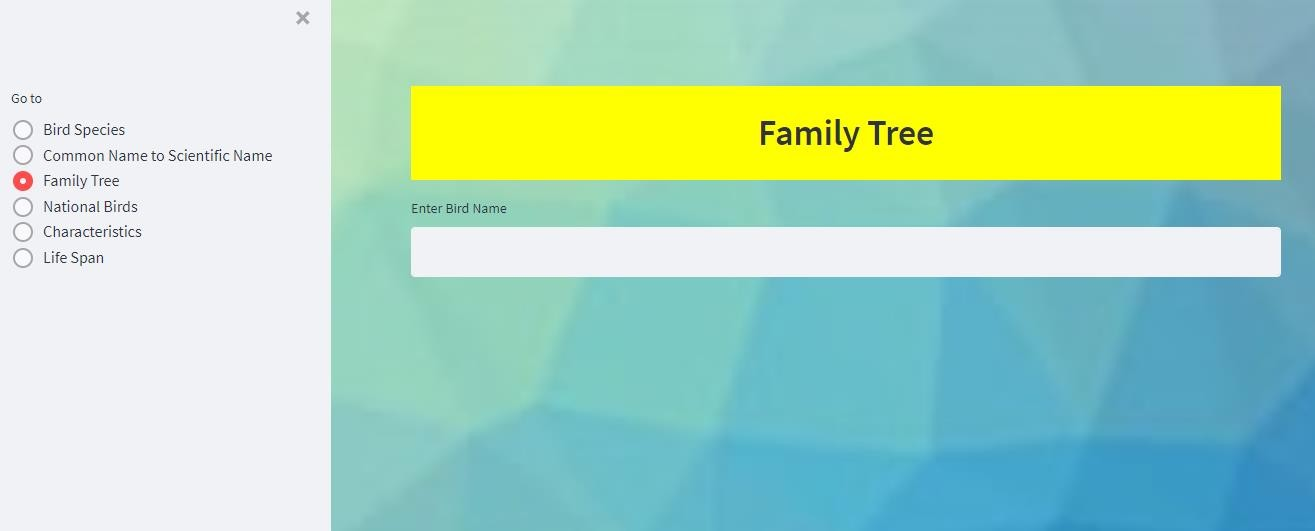 Go to
Bird Species
Common Name to Scientific Name
Family Tree
National Birds
Characteristics
Life Span
Family Tree
Enter Bird Name